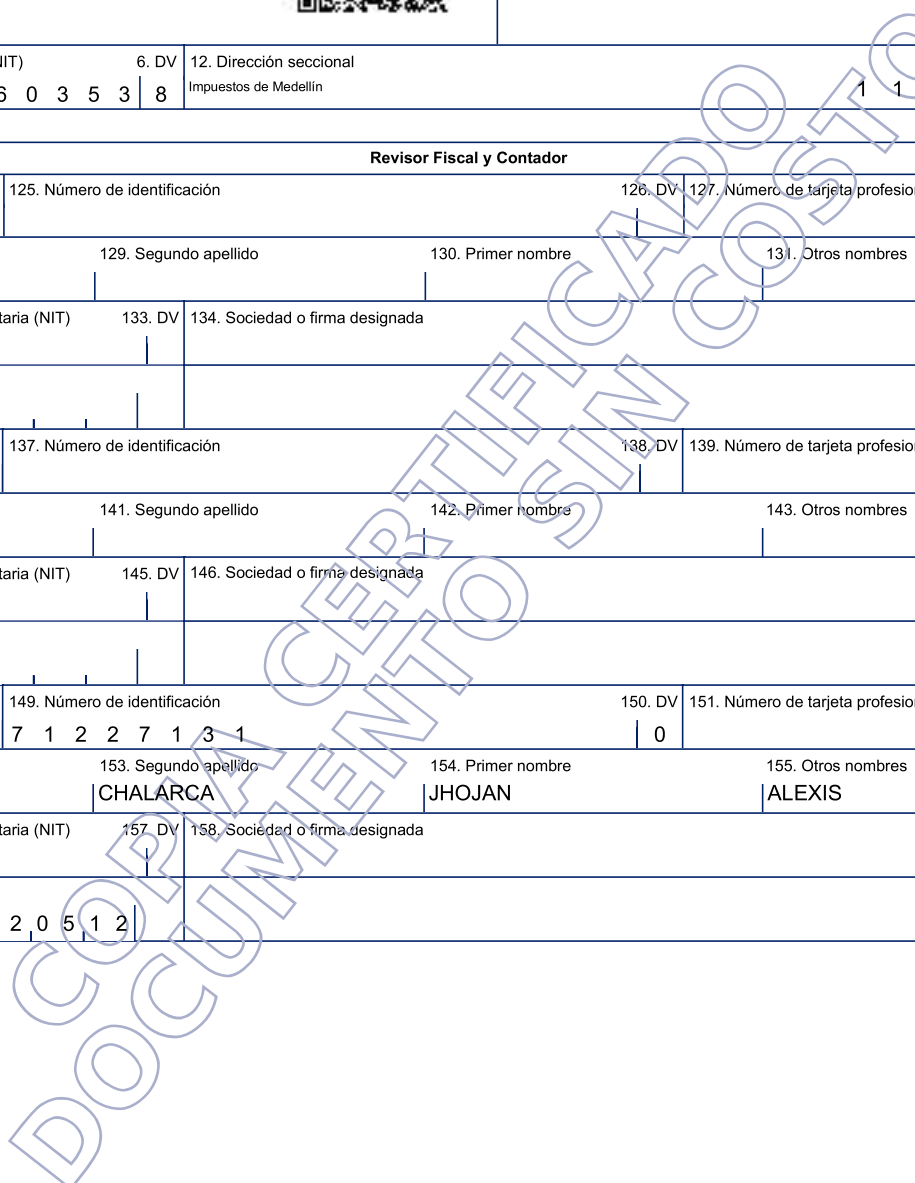 NIT) 6. DV 12. Dirección seccional
6 0 3 5 3 8 Impuestos de Medellín 1 1
Revisor Fiscal y Contador
125. Número de identificación 126. DV 127. Número de tarjeta profesio
129. Segundo apellido 130. Primer nombre 131. Otros nombres
taria (NIT) 133. DV 134. Sociedad o firma designada
137. Número de identificación 138. DV 139. Número de tarjeta profesio
141. Segundo apellido 142. Primer nombre 143. Otros nombres
taria (NIT) 145. DV 146. Sociedad o firma designada
149. Número de identificación 150. DV 151. Número de tarjeta profesio
7 1 2 2 7 1 3 1 0
153. Segundo apellido 154. Primer nombre 155. Otros nombres
CHALARCA JHOJAN ALEXIS
taria (NIT) 157. DV 158. Sociedad o firma designada
2 0 5 1 2
COPIA CERTIFICADO
DOCUMENTO SIN COSTO